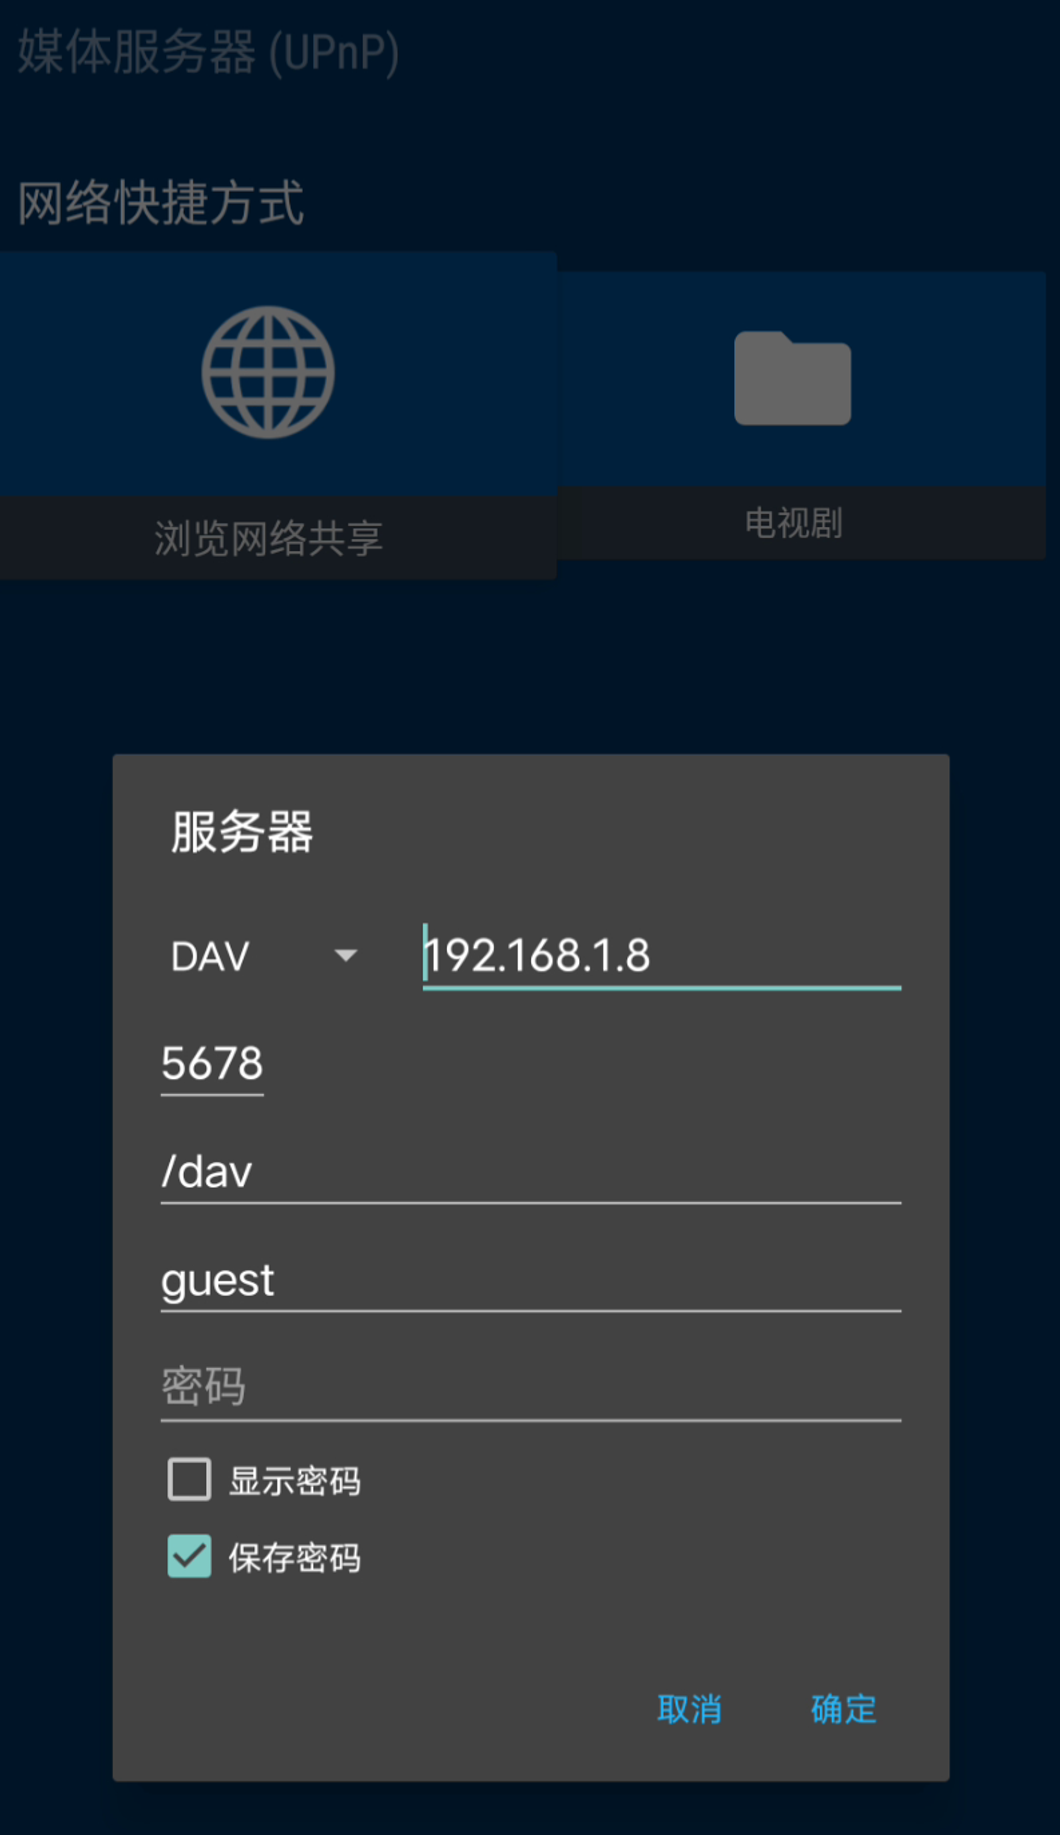 媒体服务器 (UPnP)
网络快捷方式
浏览网络共享
电视剧
服务器
DAV
192.168.1.8
5678
/dav
guest
密码
显示密码
保存密码
取消
确定